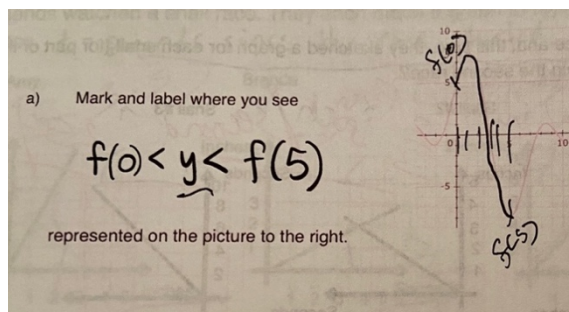 f(0)
10
a) Mark and label where you see
5
f(0) < y < f(5)
0
10
-5
represented on the picture to the right.
f(5)